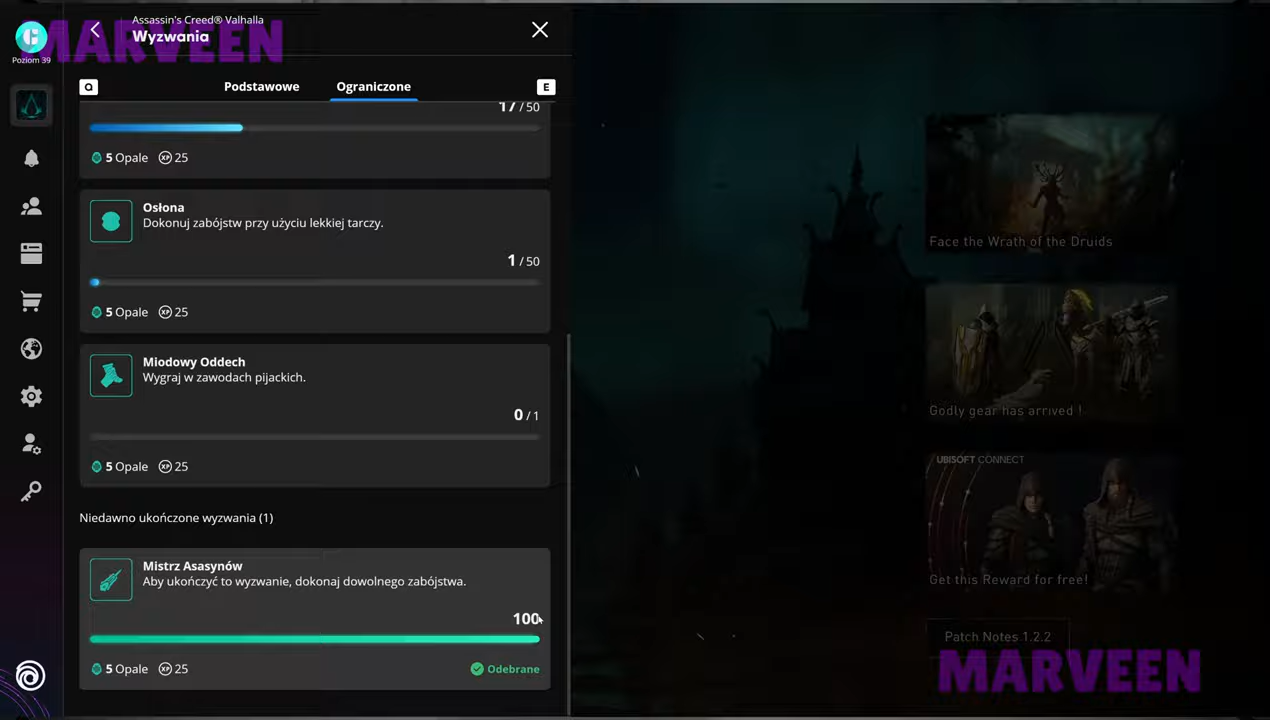 Assassin's Creed® Valhalla
Wyzwania
MARVEEN
Poziom 39
Q
Podstawowe
Ograniczone
E
17 / 50
5 Opale XP 25
Osłona
Dokonuj zabójstw przy użyciu lekkiej tarczy.
1 / 50
5 Opale XP 25
Miodowy Oddech
Wygraj w zawodach pijackich.
0 / 1
5 Opale XP 25
Niedawno ukończone wyzwania (1)
Mistrz Asasynów
Aby ukończyć to wyzwanie, dokonaj dowolnego zabójstwa.
100
5 Opale XP 25
Odebrane
Face the Wrath of the Druids
Godly gear has arrived !
UBISOFT CONNECT
Get this Reward for free!
Patch Notes 1.2.2
MARVEEN